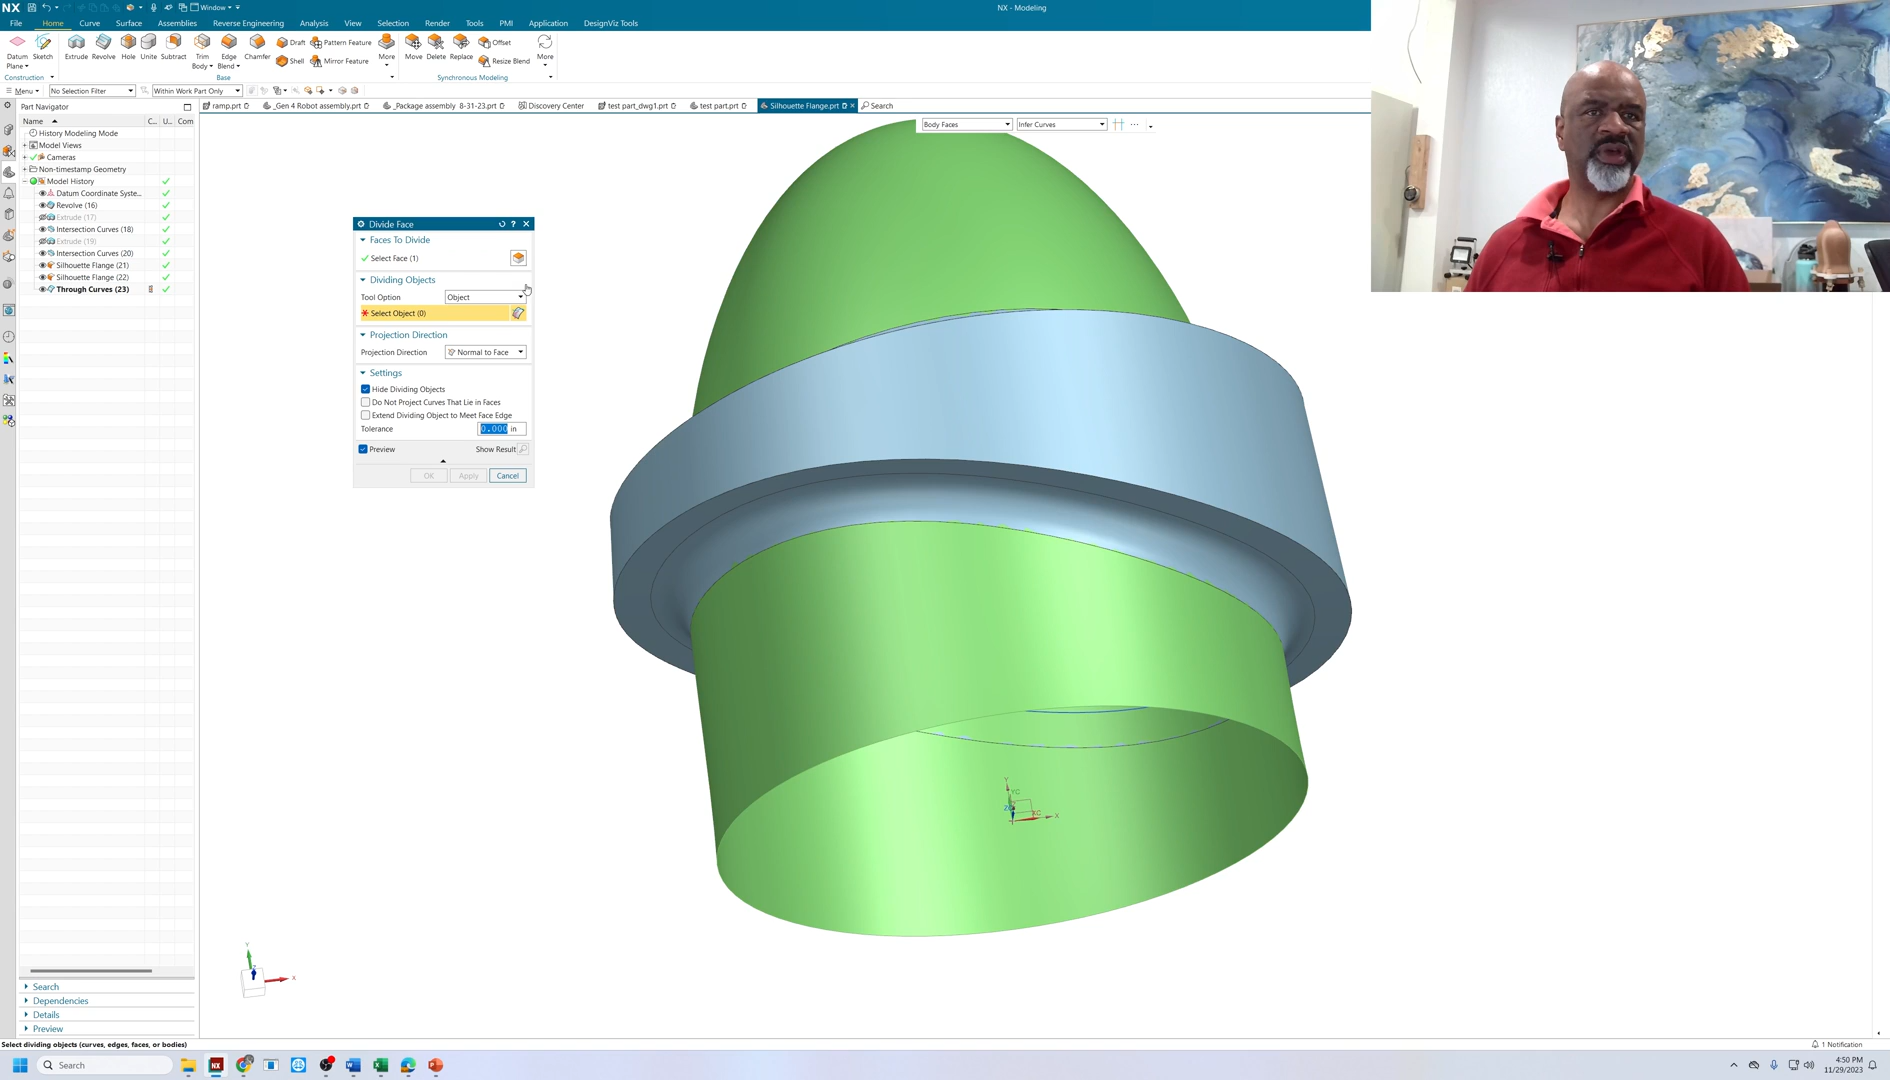 NX Window NX - Modeling
File Home Curve Surface Assemblies Reverse Engineering Analysis View Selection Render Tools PMI Application DesignViz Tools
Draft Pattern Feature Offset
Datum Plane Sketch Extrude Revolve Hole Unite Subtract Trim Body Edge Blend Chamfer Shell Mirror Feature More Move Delete Replace Resize Blend More
Construction Base Synchronous Modeling
Menu No Selection Filter Within Work Part Only
Part Navigator ramp.prt _Gen 4 Robot assembly.prt _Package assembly 8-31-23.prt Discovery Center test part_dwg1.prt test part.prt Silhouette Flange.prt Search
Name C... U... Com
Body Faces Infer Curves
History Modeling Mode
Model Views
Cameras
Non-timestamp Geometry
Model History
Datum Coordinate Syste...
Revolve (16)
Extrude (17)
Intersection Curves (18)
Extrude (19)
Intersection Curves (20)
Silhouette Flange (21)
Silhouette Flange (22)
Through Curves (23)
Divide Face
Faces To Divide
Select Face (1)
Dividing Objects
Tool Option Object
Select Object (0)
Projection Direction
Projection Direction Normal to Face
Settings
Hide Dividing Objects
Do Not Project Curves That Lie in Faces
Extend Dividing Object to Meet Face Edge
Tolerance 0.000 in
Preview Show Result
OK Apply Cancel
Y
YC
XC X
Y
X
Search
Dependencies
Details
Preview
Select dividing objects (curves, edges, faces, or bodies) 1 Notification
Search 4:50 PM
11/29/2023